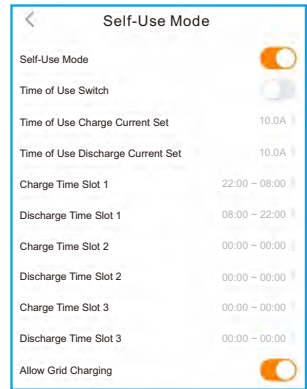 Self-Use Mode
Self-Use Mode
Time of Use Switch
Time of Use Charge Current Set 10.0A
Time of Use Discharge Current Set 10.0A
Charge Time Slot 1 22:00 ~ 08:00
Discharge Time Slot 1 08:00 ~ 22:00
Charge Time Slot 2 00:00 ~ 00:00
Discharge Time Slot 2 00:00 ~ 00:00
Charge Time Slot 3 00:00 ~ 00:00
Discharge Time Slot 3 00:00 ~ 00:00
Allow Grid Charging